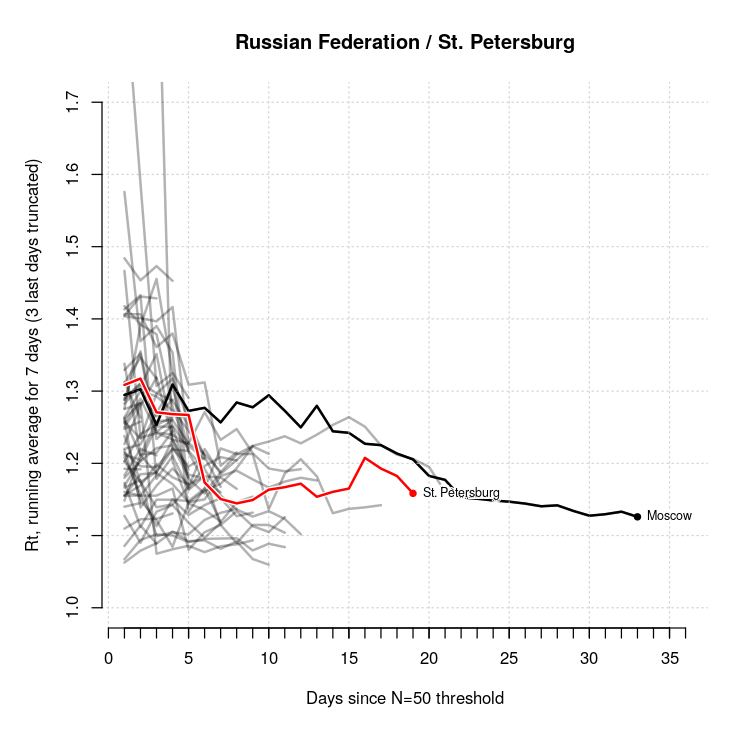 Russian Federation / St. Petersburg
Rt, running average for 7 days (3 last days truncated)
1.7
1.6
1.5
1.4
1.3
1.2
1.1
1.0
St. Petersburg
Moscow
0 5 10 15 20 25 30 35
Days since N=50 threshold